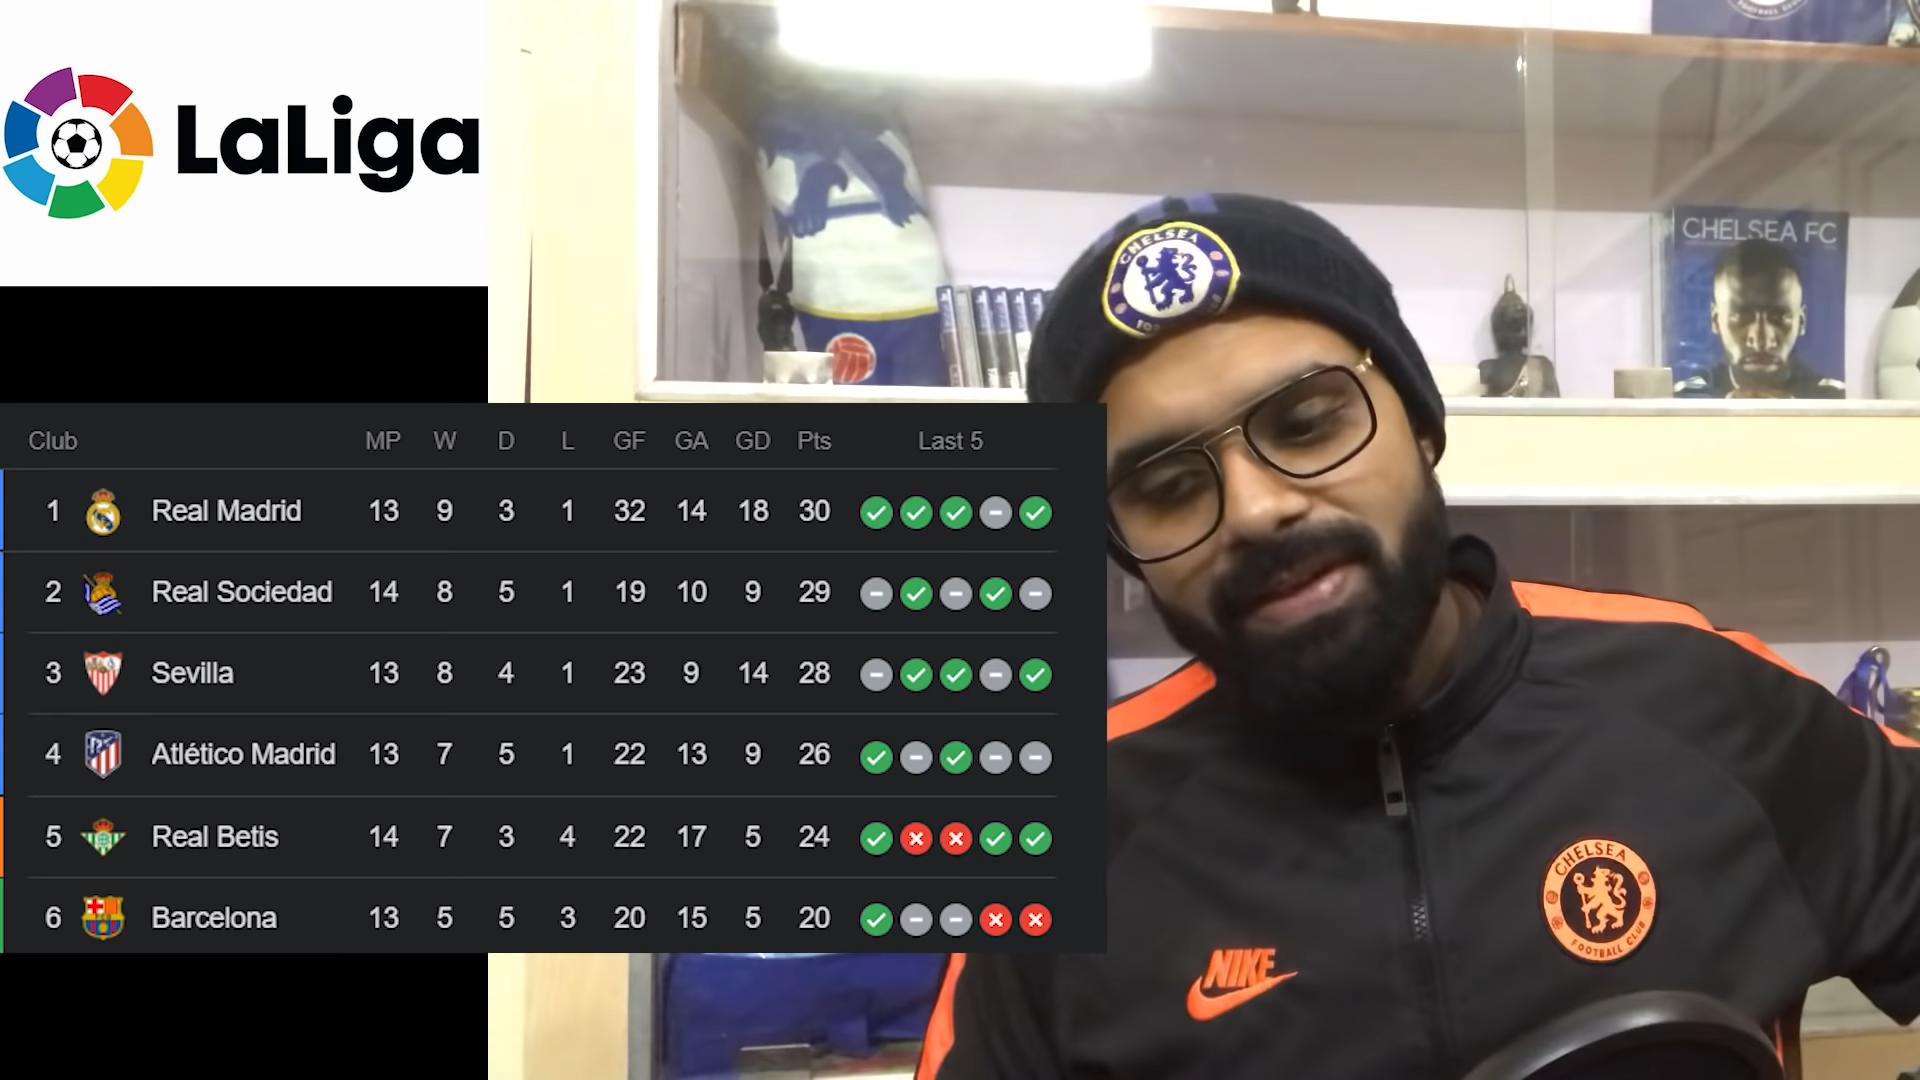 LaLiga
CHELSEA FC
CHELSEA
Club MP W D L GF GA GD Pts Last 5
1 Real Madrid 13 9 3 1 32 14 18 30
2 Real Sociedad 14 8 5 1 19 10 9 29
3 Sevilla 13 8 4 1 23 9 14 28
4 Atlético Madrid 13 7 5 1 22 13 9 26
5 Real Betis 14 7 3 4 22 17 5 24
6 Barcelona 13 5 5 3 20 15 5 20
CHELSEA
FOOTBALL CLUB
NIKE